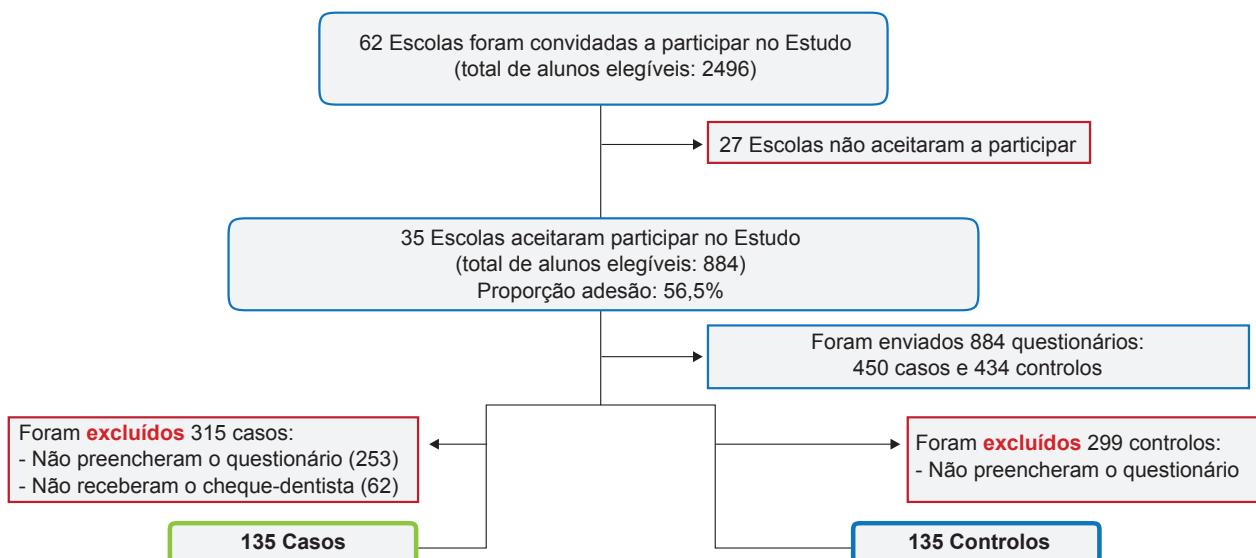 62 Escolas foram convidadas a participar no Estudo
(total de alunos elegíveis: 2496)
27 Escolas não aceitaram a participar
35 Escolas aceitaram participar no Estudo
(total de alunos elegíveis: 884)
Proporção adesão: 56,5%
Foram enviados 884 questionários:
450 casos e 434 controlos
Foram excluídos 315 casos:
- Não preencheram o questionário (253)
- Não receberam o cheque-dentista (62)
Foram excluídos 299 controlos:
- Não preencheram o questionário
135 Casos
135 Controlos